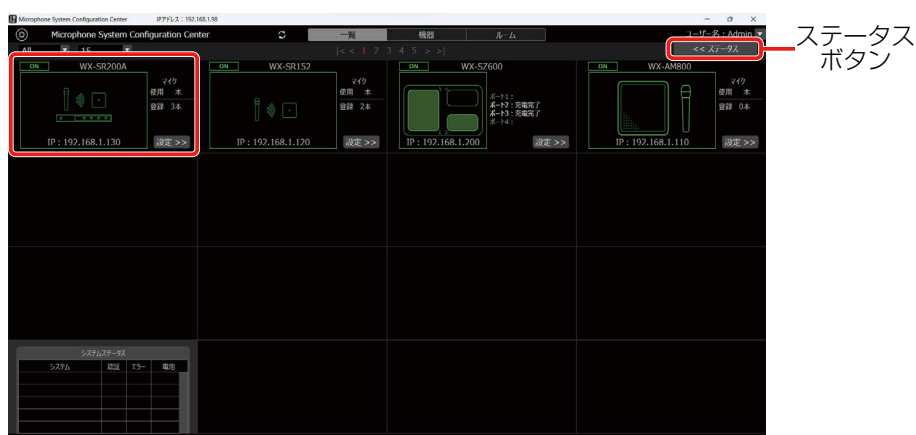 Microphone System Configuration Center IPアドレス : 192.168.1.98
Microphone System Configuration Center 一覧 機器 ルーム ユーザー名 : Admin
All 15 |< < 1 2 3 4 5 > >| << ステータス
ステータス
ボタン
ON WX-SR200A
マイク
使用 本
登録 3本
IP : 192.168.1.130 設定 >>
ON WX-SR152
マイク
使用 本
登録 2本
IP : 192.168.1.120 設定 >>
ON WX-SZ600
ポート1 :
ポート2 : 充電完了
ポート3 : 充電完了
ポート4 :
IP : 192.168.1.200 設定 >>
ON WX-AM800
マイク
使用 本
登録 0本
IP : 192.168.1.110 設定 >>
システムステータス
システム 認証 エラー 電池